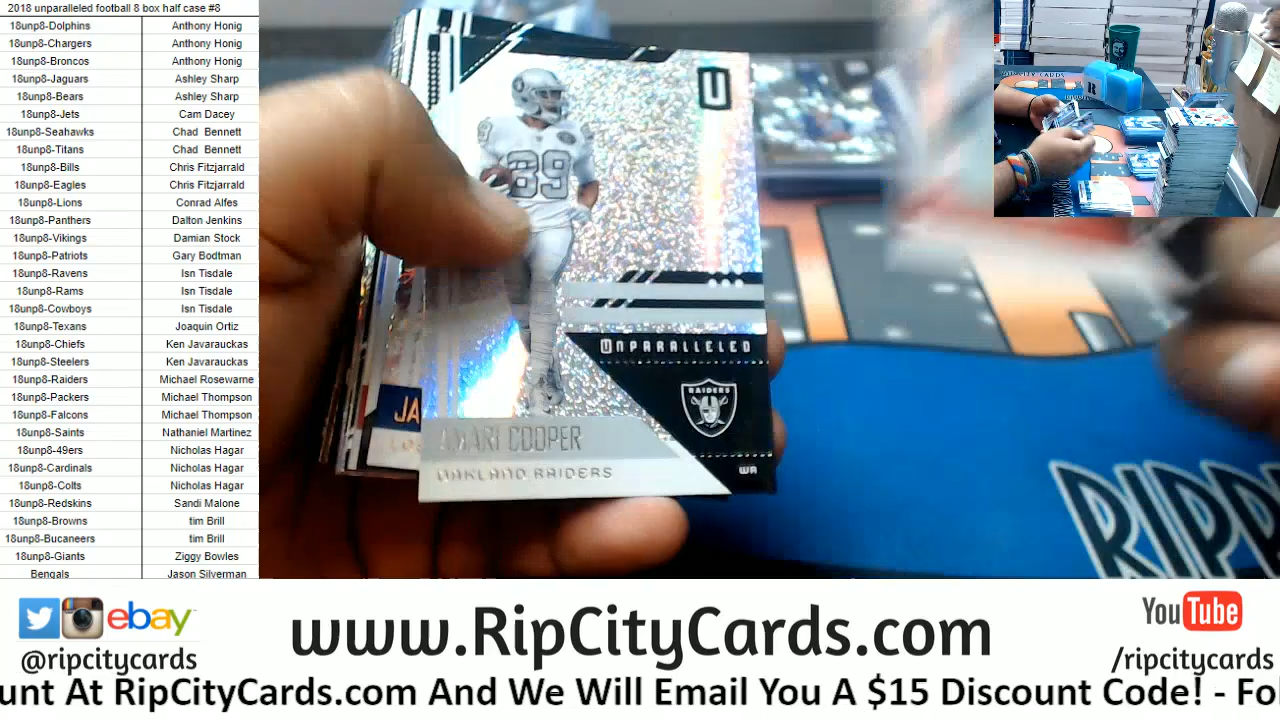 2018 unparalleled football 8 box half case #8
18unp8-Dolphins Anthony Honig
18unp8-Chargers Anthony Honig
18unp8-Broncos Anthony Honig
18unp8-Jaguars Ashley Sharp
18unp8-Bears Ashley Sharp
18unp8-Jets Cam Dacey
18unp8-Seahawks Chad Bennett
18unp8-Titans Chad Bennett
18unp8-Bills Chris Fitzjarrald
18unp8-Eagles Chris Fitzjarrald
18unp8-Lions Conrad Alfes
18unp8-Panthers Dalton Jenkins
18unp8-Vikings Damian Stock
18unp8-Patriots Gary Bodtman
18unp8-Ravens Isn Tisdale
18unp8-Rams Isn Tisdale
18unp8-Cowboys Isn Tisdale
18unp8-Texans Joaquin Ortiz
18unp8-Chiefs Ken Javarauckas
18unp8-Steelers Ken Javarauckas
18unp8-Raiders Michael Rosewarne
18unp8-Packers Michael Thompson
18unp8-Falcons Michael Thompson
18unp8-Saints Nathaniel Martinez
18unp8-49ers Nicholas Hagar
18unp8-Cardinals Nicholas Hagar
18unp8-Colts Nicholas Hagar
18unp8-Redskins Sandi Malone
18unp8-Browns tim Brill
18unp8-Bucaneers tim Brill
18unp8-Giants Ziggy Bowles
Bengals Jason Silverman
U
89
UNPARALLELED
RAIDERS
JA
AMARI COOPER
OAKLAND RAIDERS
WR
RIPP
ebay
@ripcitycards
www.RipCityCards.com
YouTube
/ripcitycards
unt At RipCityCards.com And We Will Email You A $15 Discount Code! - Fol